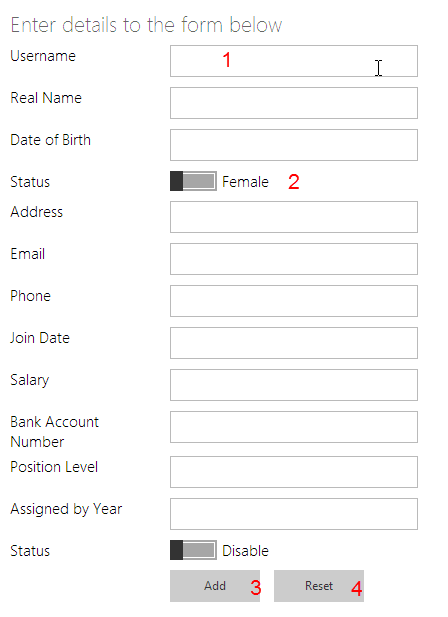 Enter details to the form below
Username 1
Real Name
Date of Birth
Status Female 2
Address
Email
Phone
Join Date
Salary
Bank Account
Number
Position Level
Assigned by Year
Status Disable
Add 3 Reset 4